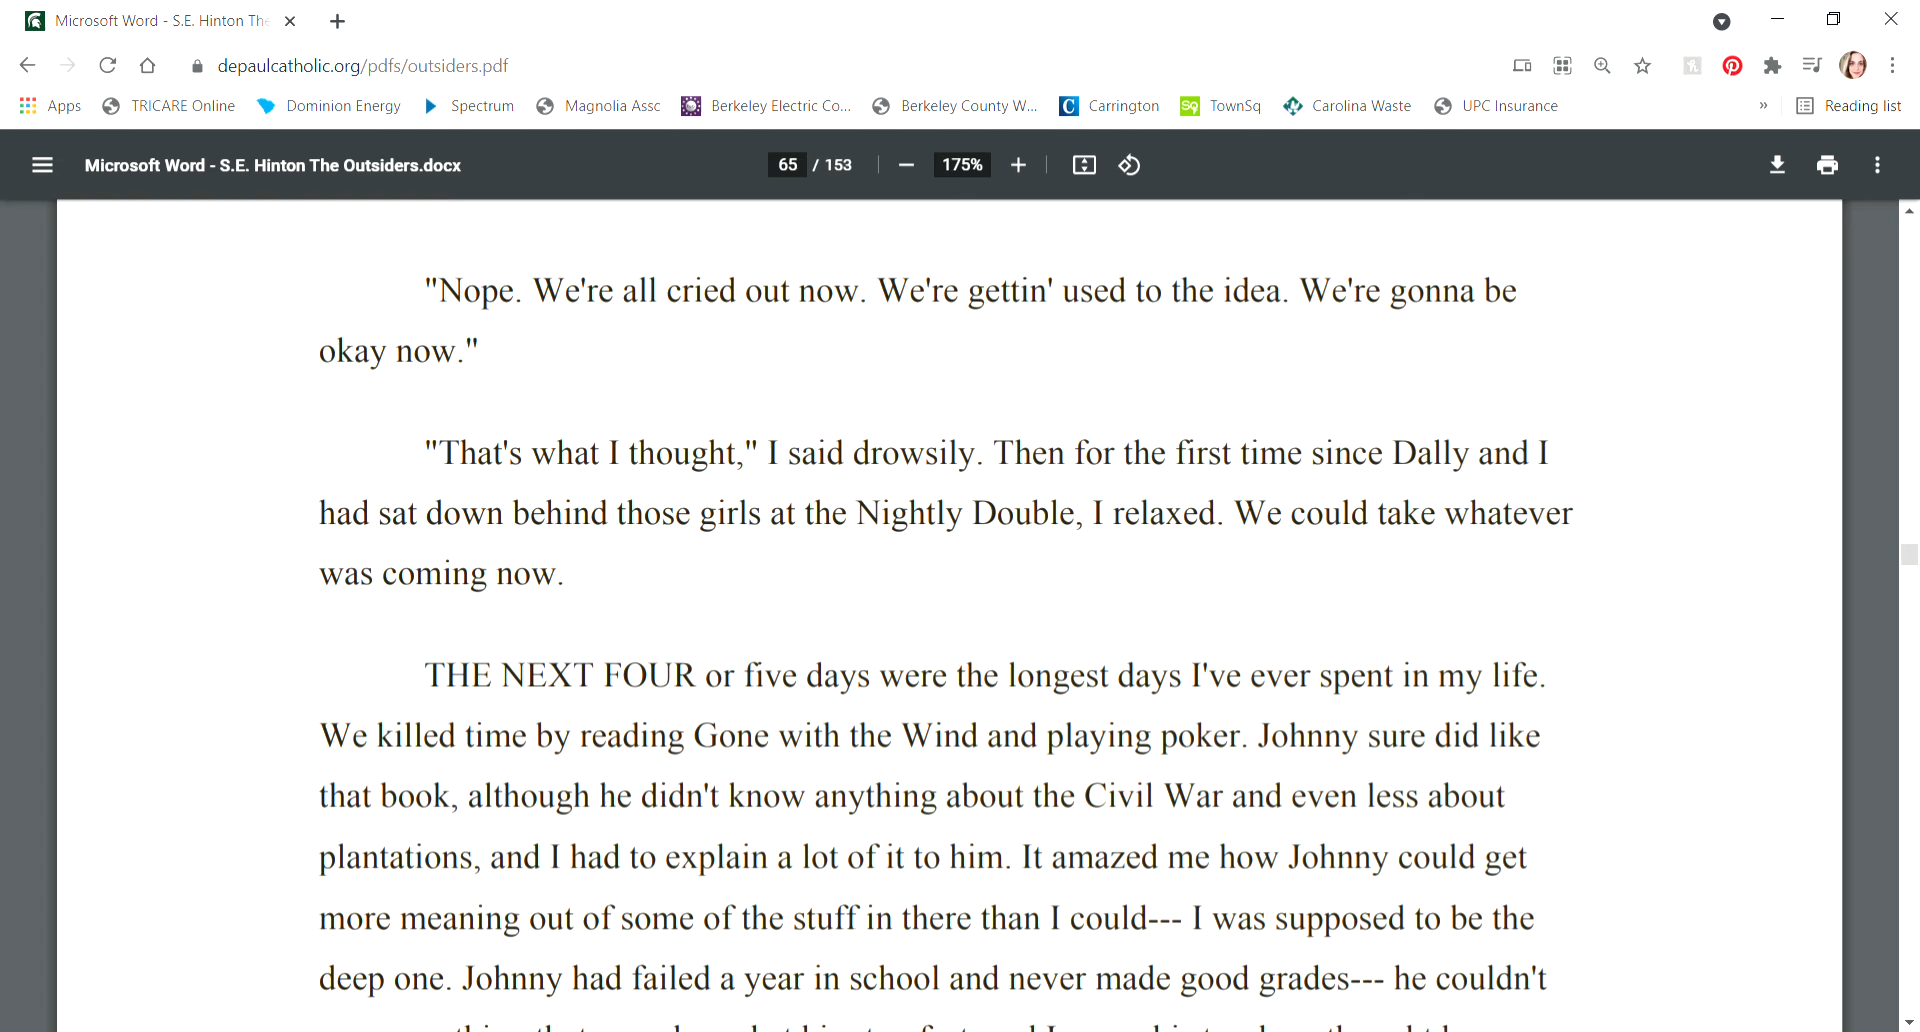 Microsoft Word - S.E. Hinton The
depaulcatholic.org/pdfs/outsiders.pdf
Apps TRICARE Online Dominion Energy Spectrum Magnolia Assc Berkeley Electric Co... Berkeley County W... C Carrington Sq TownSq Carolina Waste UPC Insurance » Reading list
Microsoft Word - S.E. Hinton The Outsiders.docx 65 / 153 175%
"Nope. We're all cried out now. We're gettin' used to the idea. We're gonna be
okay now."
"That's what I thought," I said drowsily. Then for the first time since Dally and I
had sat down behind those girls at the Nightly Double, I relaxed. We could take whatever
was coming now.
THE NEXT FOUR or five days were the longest days I've ever spent in my life.
We killed time by reading Gone with the Wind and playing poker. Johnny sure did like
that book, although he didn't know anything about the Civil War and even less about
plantations, and I had to explain a lot of it to him. It amazed me how Johnny could get
more meaning out of some of the stuff in there than I could--- I was supposed to be the
deep one. Johnny had failed a year in school and never made good grades--- he couldn't